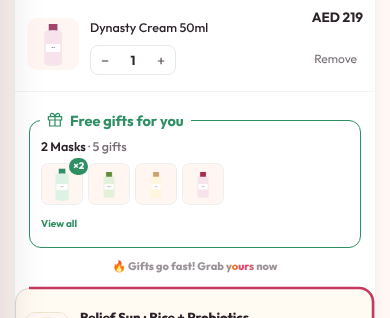 AED 219
Dynasty Cream 50ml
− 1 +
Remove
Free gifts for you
2 Masks · 5 gifts
×2
View all
🔥 Gifts go fast! Grab yours now
Relief Sun : Rice + Probiotics